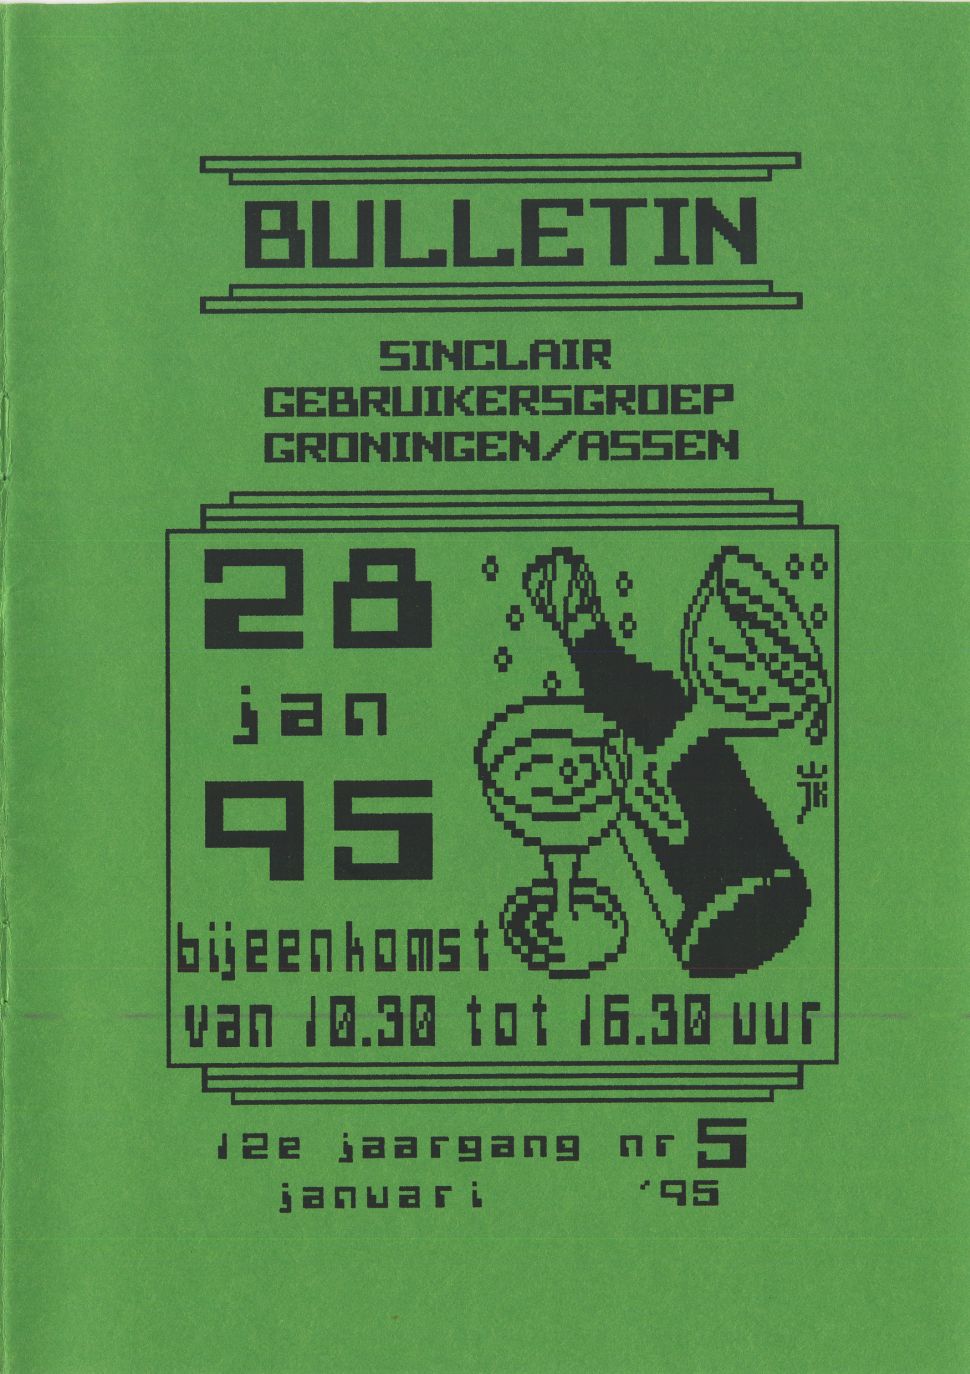 BULLETIN
SINCLAIR
GEBRUIKERSGROEP
GRONINGEN/ASSEN
28
jan
95
JK
bijeenkomst
van 10.30 tot 16.30 uur
12e jaargang nr 5
januari '95